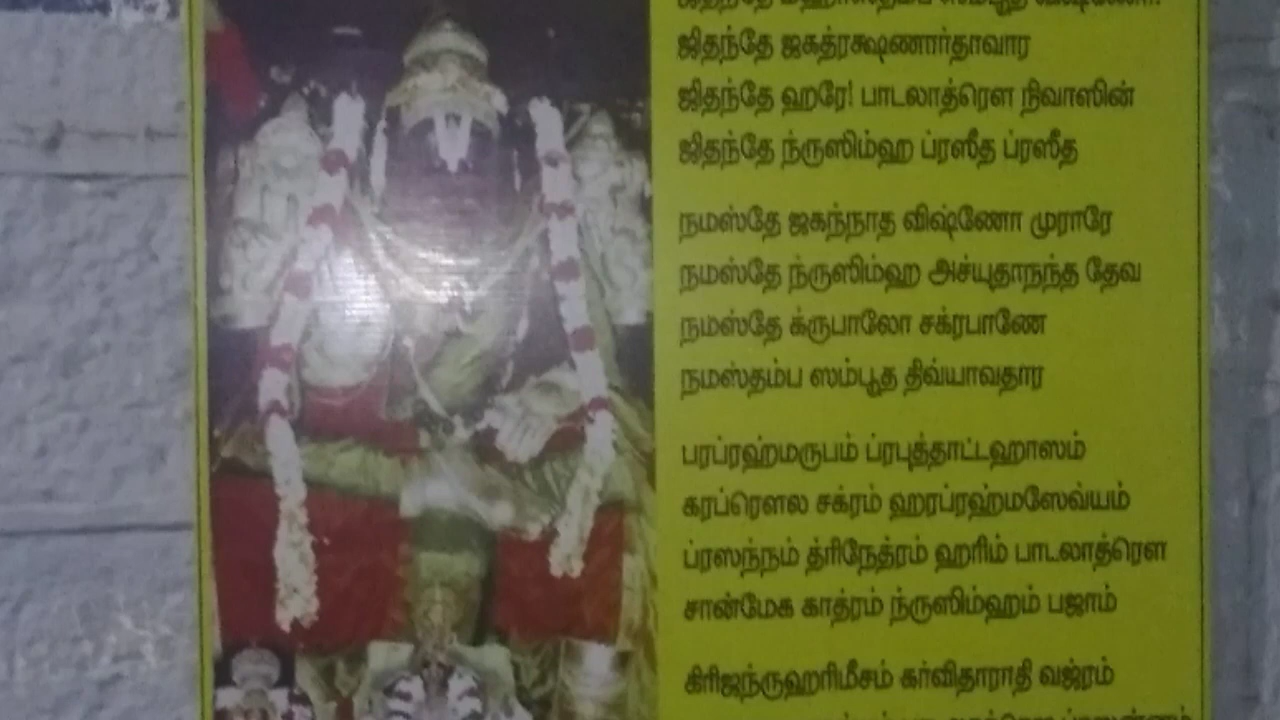 ஜிதந்தே ஜகத்ரக்ஷணார்தாவார
ஜிதந்தே ஹரே! பாடலாத்ரௌ நிவாஸின்
ஜிதந்தே ந்ருஸிம்ஹ ப்ரஸீத ப்ரஸீத
நமஸ்தே ஜகந்நாத விஷ்ணோ முராரே
நமஸ்தே ந்ருஸிம்ஹ அச்யுதாநந்த தேவ
நமஸ்தே க்ருபாலோ சக்ரபாணே
நமஸ்தம்ப ஸம்பூத திவ்யாவதார
பரப்ரஹ்மருபம் ப்ரபுத்தாட்டஹாஸம்
கரப்ரௌல சக்ரம் ஹரப்ரஹ்மஸேவ்யம்
ப்ரஸந்நம் த்ரிநேத்ரம் ஹரிம் பாடலாத்ரௌ
சான்மேக காத்ரம் ந்ருஸிம்ஹம் பஜாம்
கிரிஜந்ருஹரிமீசம் கர்விதாராதி வஜ்ரம்